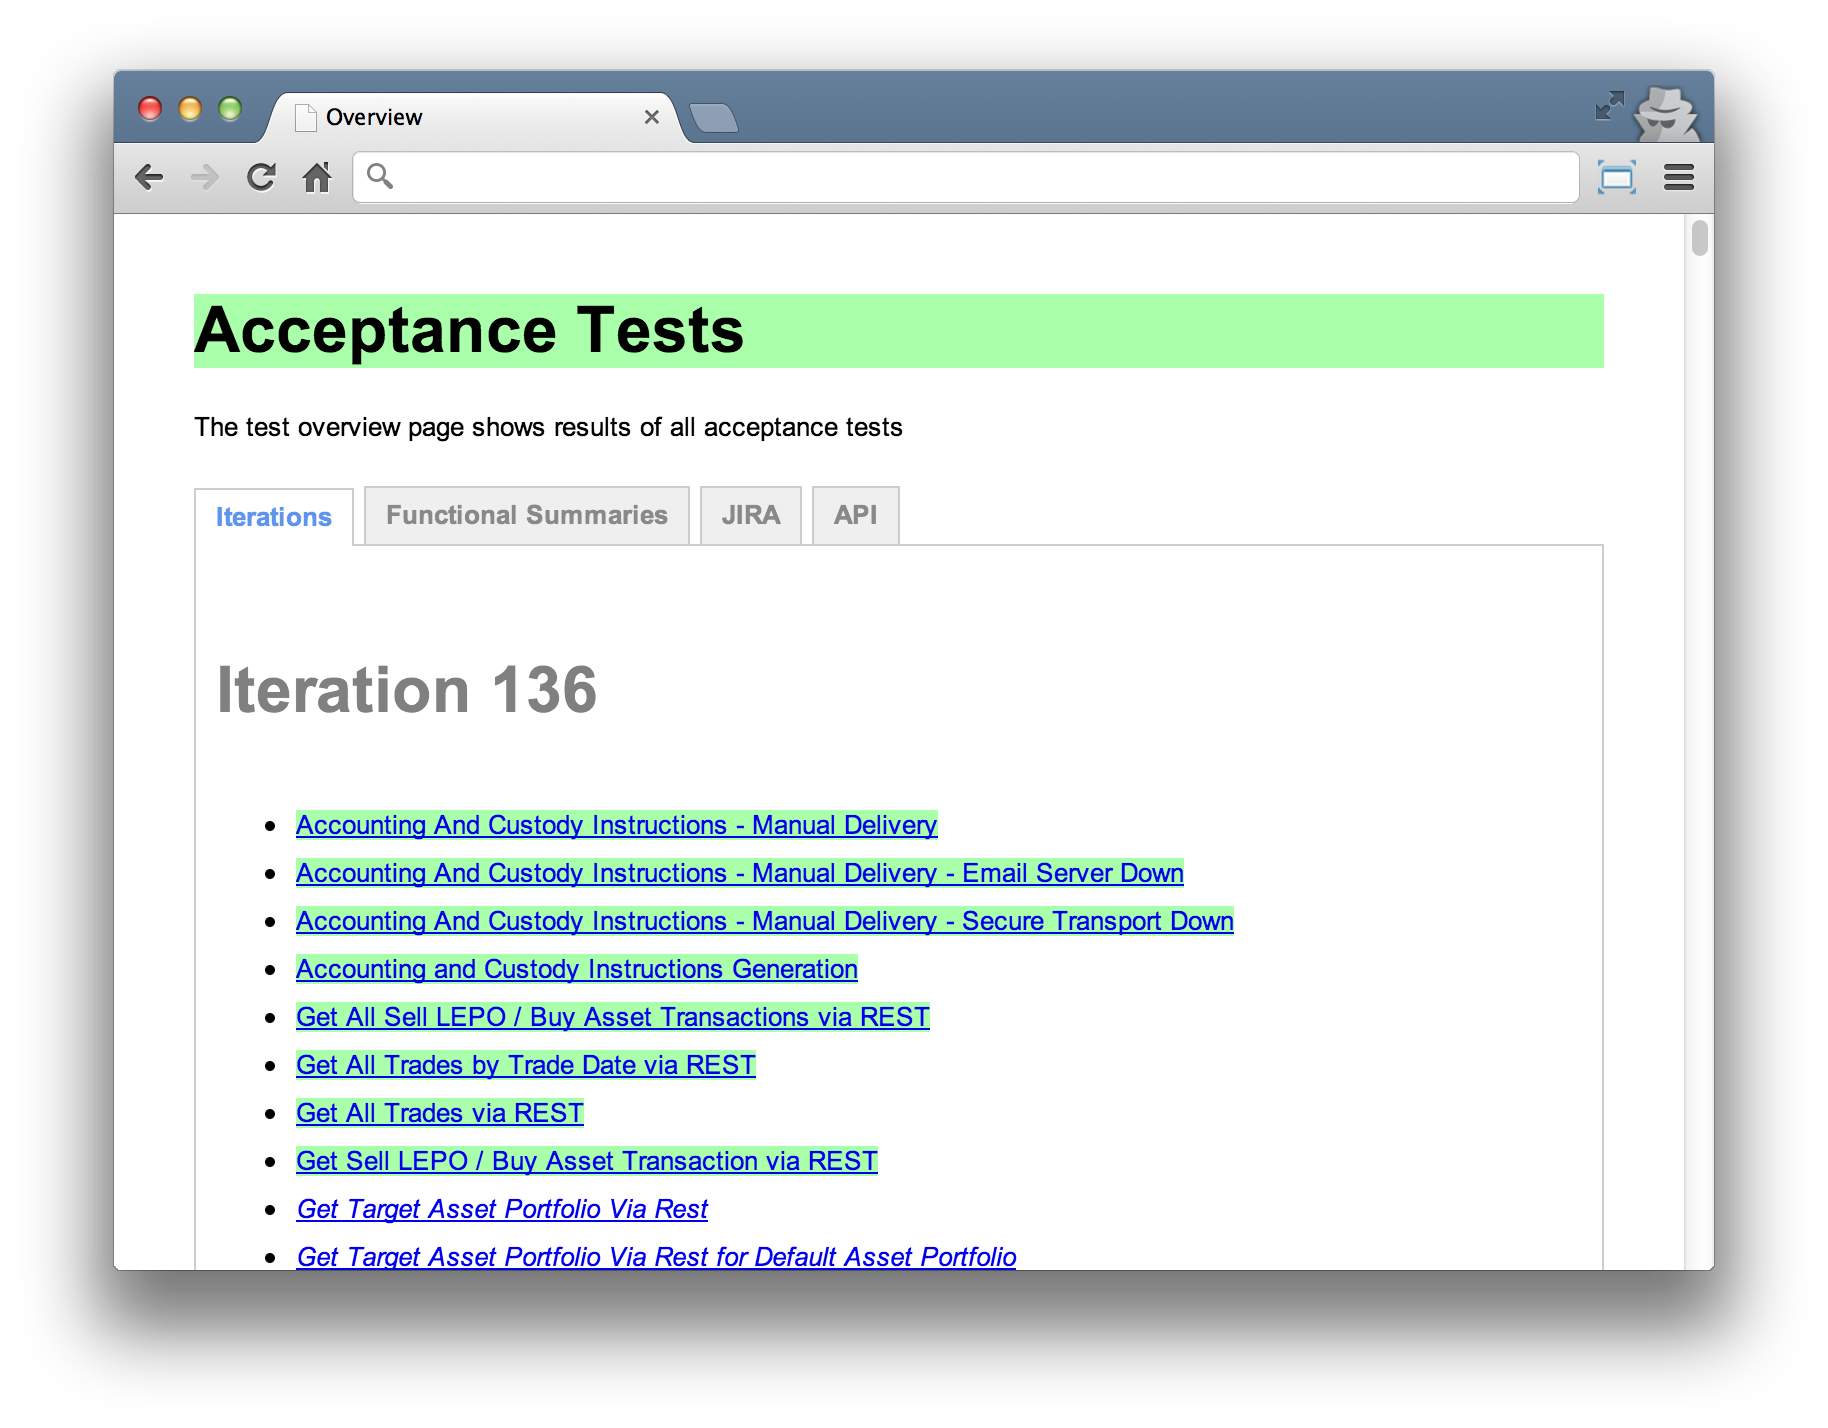 Overview
Acceptance Tests
The test overview page shows results of all acceptance tests
Iterations
Functional Summaries
JIRA
API
Iteration 136
Accounting And Custody Instructions - Manual Delivery
Accounting And Custody Instructions - Manual Delivery - Email Server Down
Accounting And Custody Instructions - Manual Delivery - Secure Transport Down
Accounting and Custody Instructions Generation
Get All Sell LEPO / Buy Asset Transactions via REST
Get All Trades by Trade Date via REST
Get All Trades via REST
Get Sell LEPO / Buy Asset Transaction via REST
Get Target Asset Portfolio Via Rest
Get Target Asset Portfolio Via Rest for Default Asset Portfolio